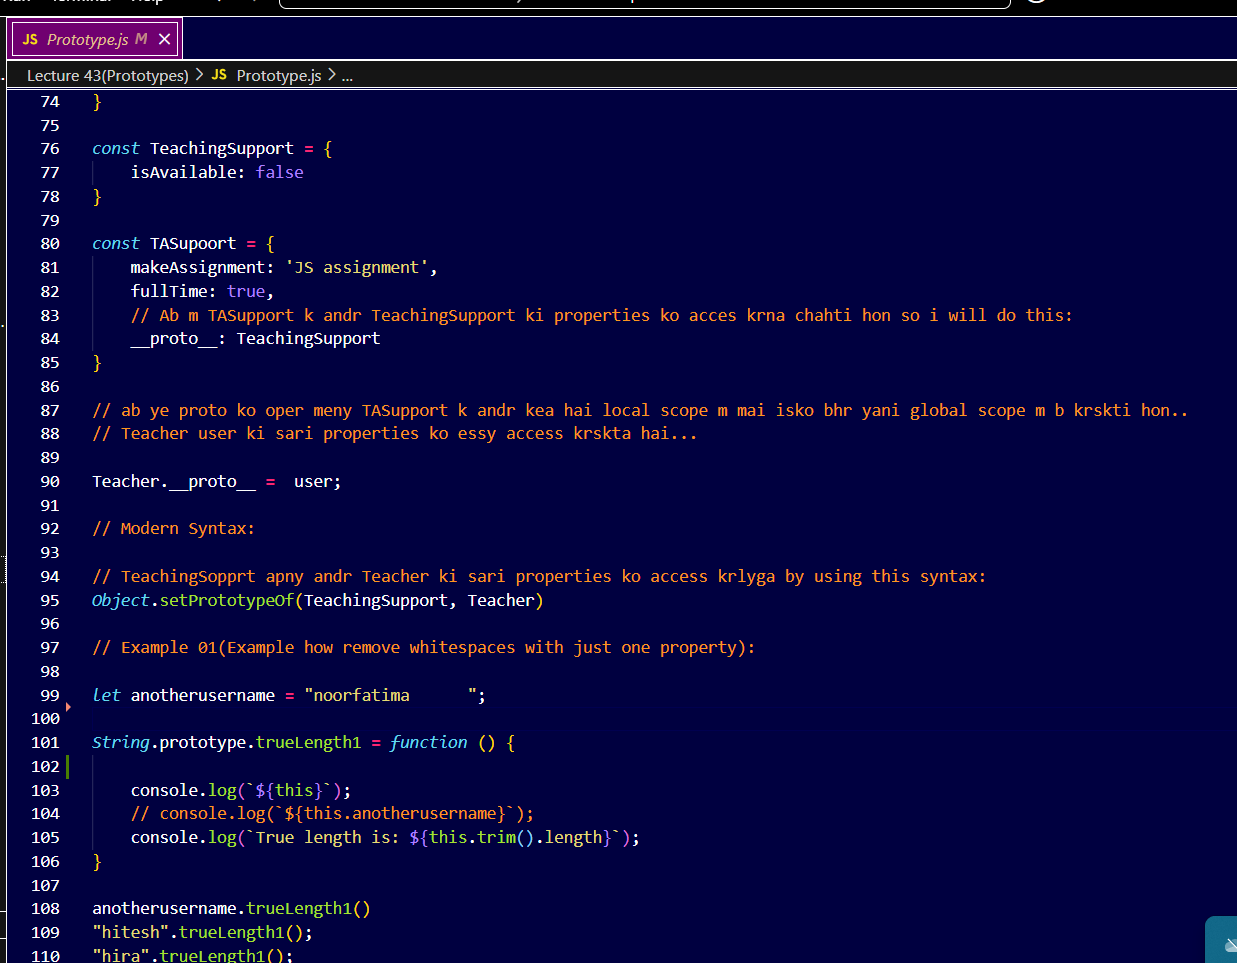 JS Prototype.js M ×
Lecture 43(Prototypes) > JS Prototype.js > ...
74 }
75
76 const TeachingSupport = {
77 isAvailable: false
78 }
79
80 const TASupoort = {
81 makeAssignment: 'JS assignment',
82 fullTime: true,
83 // Ab m TASupport k andr TeachingSupport ki properties ko acces krna chahti hon so i will do this:
84 __proto__: TeachingSupport
85 }
86
87 // ab ye proto ko oper meny TASupport k andr kea hai local scope m mai isko bhr yani global scope m b krskti hon..
88 // Teacher user ki sari properties ko essy access krskta hai...
89
90 Teacher.__proto__ =  user;
91
92 // Modern Syntax:
93
94 // TeachingSopprt apny andr Teacher ki sari properties ko access krlyga by using this syntax:
95 Object.setPrototypeOf(TeachingSupport, Teacher)
96
97 // Example 01(Example how remove whitespaces with just one property):
98
99 let anotherusername = "noorfatima      ";
100
101 String.prototype.trueLength1 = function () {
102
103 console.log(`${this}`);
104 // console.log(`${this.anotherusername}`);
105 console.log(`True length is: ${this.trim().length}`);
106 }
107
108 anotherusername.trueLength1()
109 "hitesh".trueLength1();
110 "hira".trueLength1();